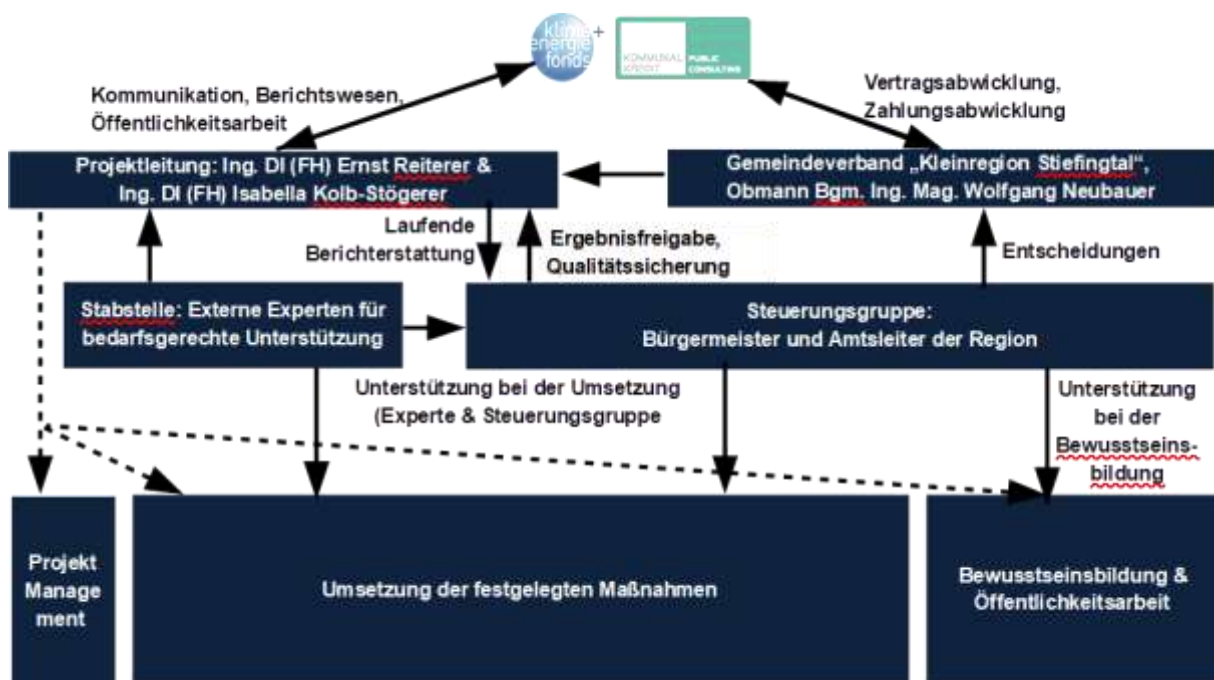 klima+
energie
fonds
KOMMUNAL
KREDIT
PUBLIC
CONSULTING
Kommunikation, Berichtswesen,
Öffentlichkeitsarbeit
Vertragsabwicklung,
Zahlungsabwicklung
Projektleitung: Ing. DI (FH) Ernst Reiterer &
Ing. DI (FH) Isabella Kolb-Stögerer
Gemeindeverband „Kleinregion Stiefingtal“,
Obmann Bgm. Ing. Mag. Wolfgang Neubauer
Laufende
Berichterstattung
Ergebnisfreigabe,
Qualitätssicherung
Entscheidungen
Stabstelle: Externe Experten für
bedarfsgerechte Unterstützung
Steuerungsgruppe:
Bürgermeister und Amtsleiter der Region
Unterstützung bei der Umsetzung
(Experte & Steuerungsgruppe
Unterstützung
bei der
Bewusstseins-
bildung
Projekt
Manage
ment
Umsetzung der festgelegten Maßnahmen
Bewusstseinsbildung &
Öffentlichkeitsarbeit